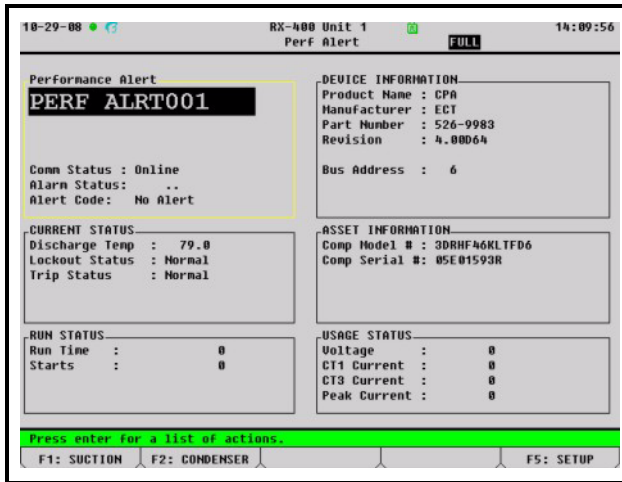 10-29-08 RX-400 Unit 1 14:09:56
Perf Alert FULL
Performance Alert
PERF ALRT001
Comm Status : Online
Alarm Status: ..
Alert Code: No Alert
DEVICE INFORMATION
Product Name : CPA
Manufacturer : ECT
Part Number : 526-9983
Revision : 4.00D64
Bus Address : 6
CURRENT STATUS
Discharge Temp : 79.0
Lockout Status : Normal
Trip Status : Normal
ASSET INFORMATION
Comp Model # : 3DRHF46KLTFD6
Comp Serial #: 05E01593R
RUN STATUS
Run Time : 0
Starts : 0
USAGE STATUS
Voltage : 0
CT1 Current : 0
CT3 Current : 0
Peak Current : 0
Press enter for a list of actions.
F1: SUCTION F2: CONDENSER F5: SETUP